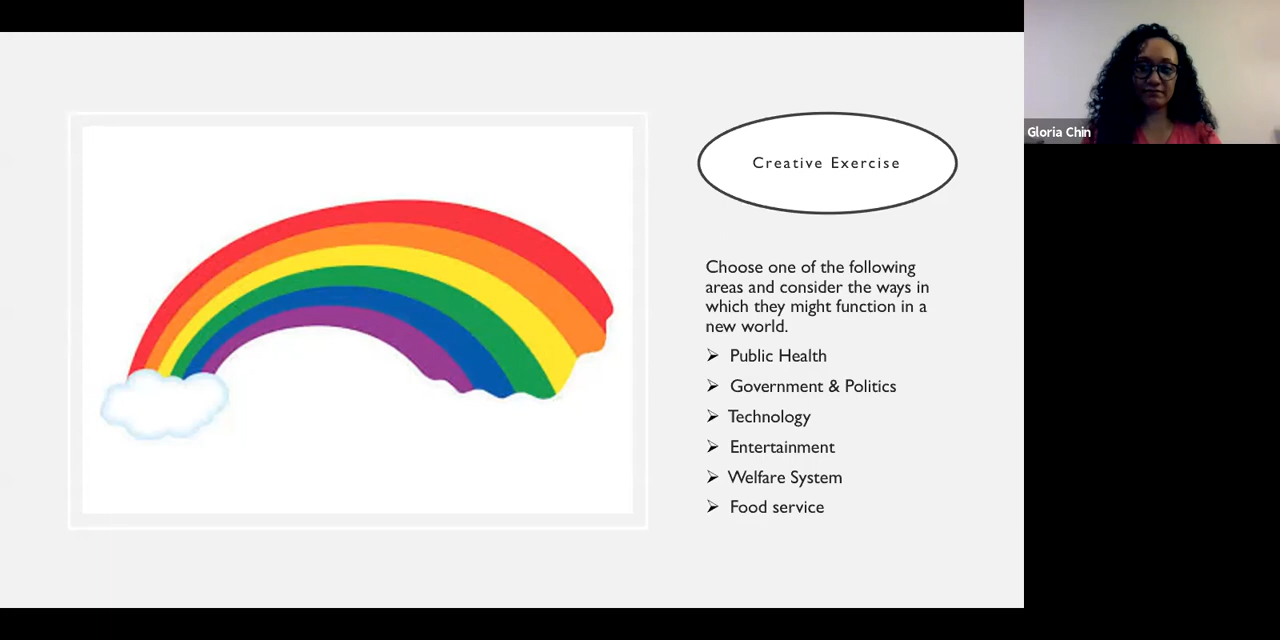 Creative Exercise
Gloria Chin
Choose one of the following
areas and consider the ways in
which they might function in a
new world.
Public Health
Government & Politics
Technology
Entertainment
Welfare System
Food service